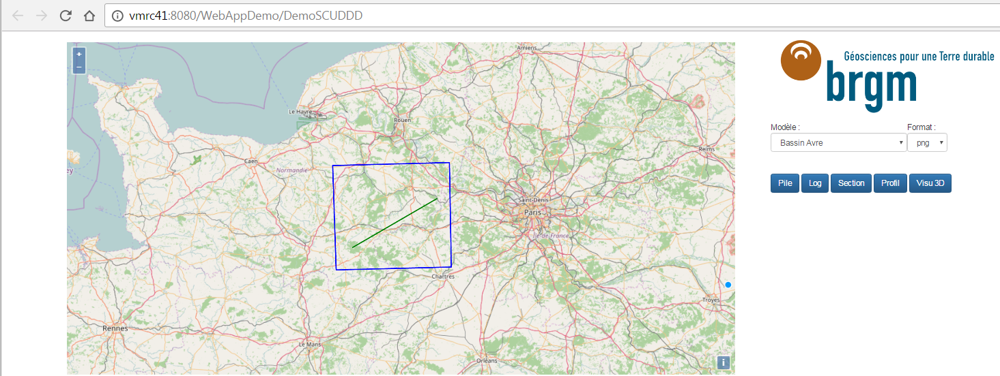 vmrc41:8080/WebAppDemo/DemoSCUDDD
+
−
Amiens
Le Havre
Rouen
Reims
Caen
Normandie
ey
Saint-Denis
Paris
Île-de-France
Chartres
Troyes
Rennes
Le Mans
Orléans
i
Géosciences pour une Terre durable
brgm
Modèle : Format :
Bassin Avre png
Pile Log Section Profil Visu 3D